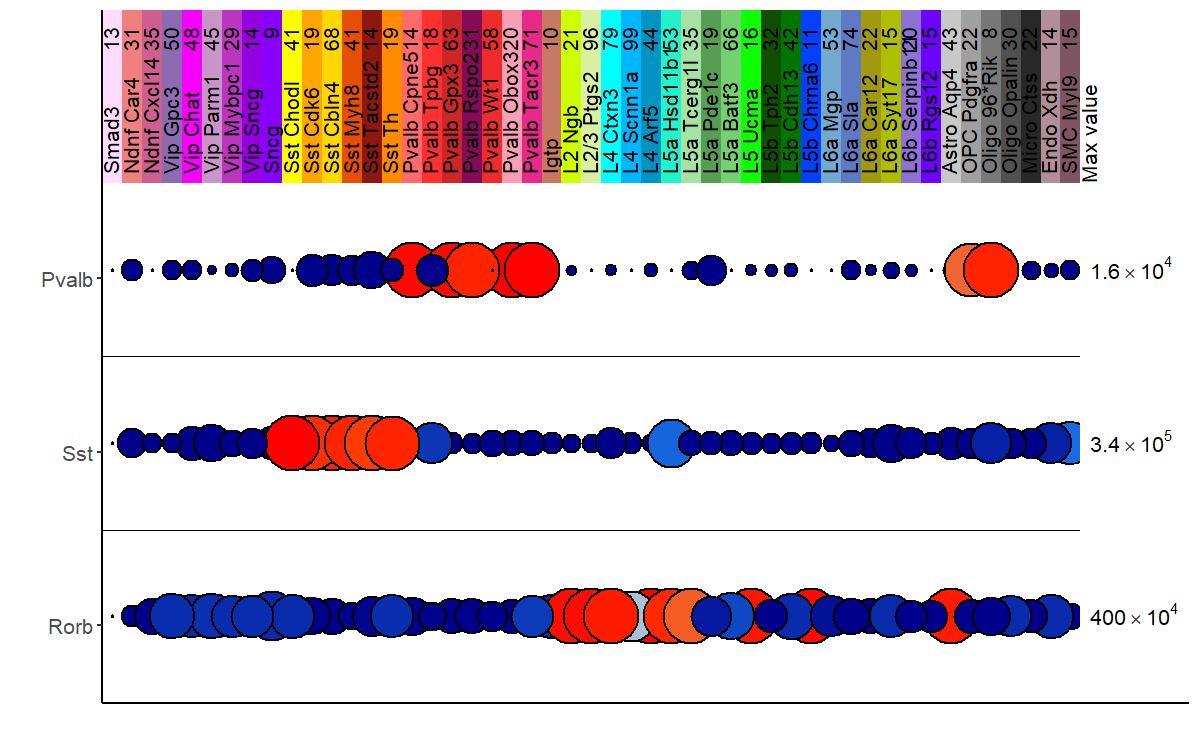 Smad3 13
Ndnf Car4 31
Ndnf Cxcl14 35
Vip Gpc3 50
Vip Chat 48
Vip Parm1 45
Vip Mybpc1 29
Vip Sncg 14
Sncg 9
Sst Chodl 41
Sst Cdk6 19
Sst Cbln4 68
Sst Myh8 41
Sst Tacstd2
Sst Th 19
Pvalb Cpne5 14
Pvalb Tpbg 18
Pvalb Gpx3 63
Pvalb Rspo2 31
Pvalb Wt1 58
Pvalb Obox3 20
Pvalb Tacr3
Igtp 10
L2 Ngb 21
L2/3 Ptgs2 96
L4 Ctxn3 79
L4 Scnn1a 99
L4 Arf5 44
L5a Hsd11b1 53
L5a Tcerg1l 35
L5a Pde1c 19
L5a Batf3 66
L5 Ucma 16
L5b Tph2 32
L5b Cdh13 42
L5b Chrna6 11
L6a Mgp 53
L6a Sla 74
L6a Car12 22
L6a Syt17 15
L6b Serpinb11 20
L6b Rgs12 15
Astro Aqp4 43
OPC Pdgfra 22
Oligo 96*Rik 8
Oligo Opalin 30
Micro Ctss 22
Endo Xdh 14
SMC Myl9 15
Max value
Pvalb 1.6 × 10⁴
Sst 3.4 × 10⁵
Rorb 400 × 10⁴